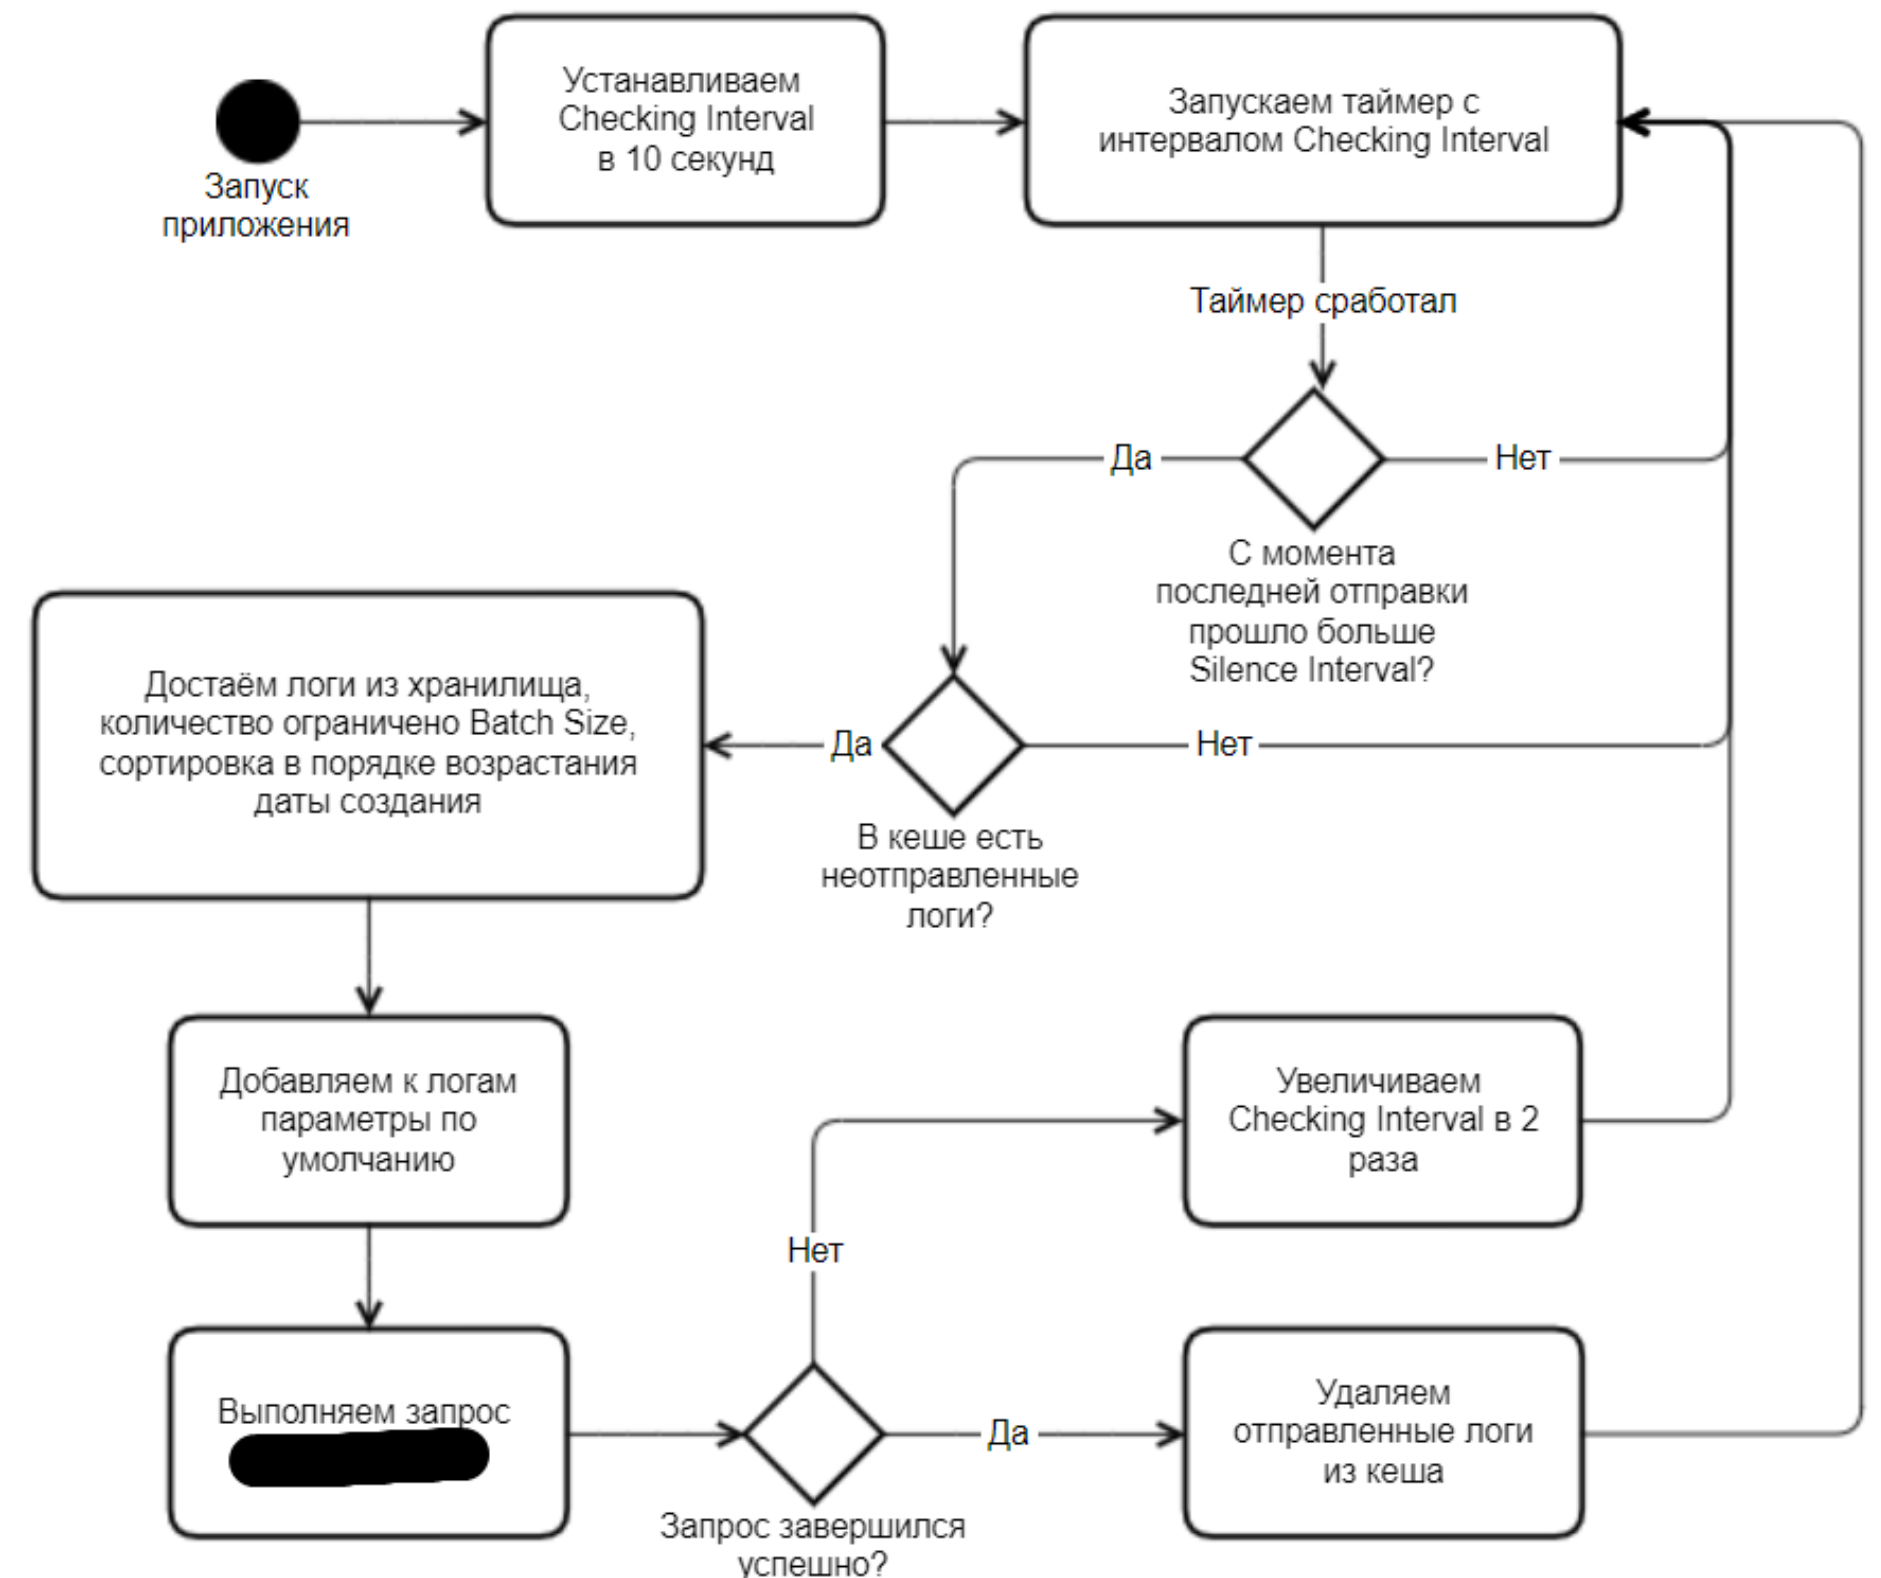 Запуск
приложения
Устанавливаем
Checking Interval
в 10 секунд
Запускаем таймер с
интервалом Checking Interval
Таймер сработал
Да
Нет
С момента
последней отправки
прошло больше
Silence Interval?
Достаём логи из хранилища,
количество ограничено Batch Size,
сортировка в порядке возрастания
даты создания
Да
Нет
В кеше есть
неотправленные
логи?
Добавляем к логам
параметры по
умолчанию
Увеличиваем
Checking Interval в 2
раза
Нет
Выполняем запрос
Да
Удаляем
отправленные логи
из кеша
Запрос завершился
успешно?